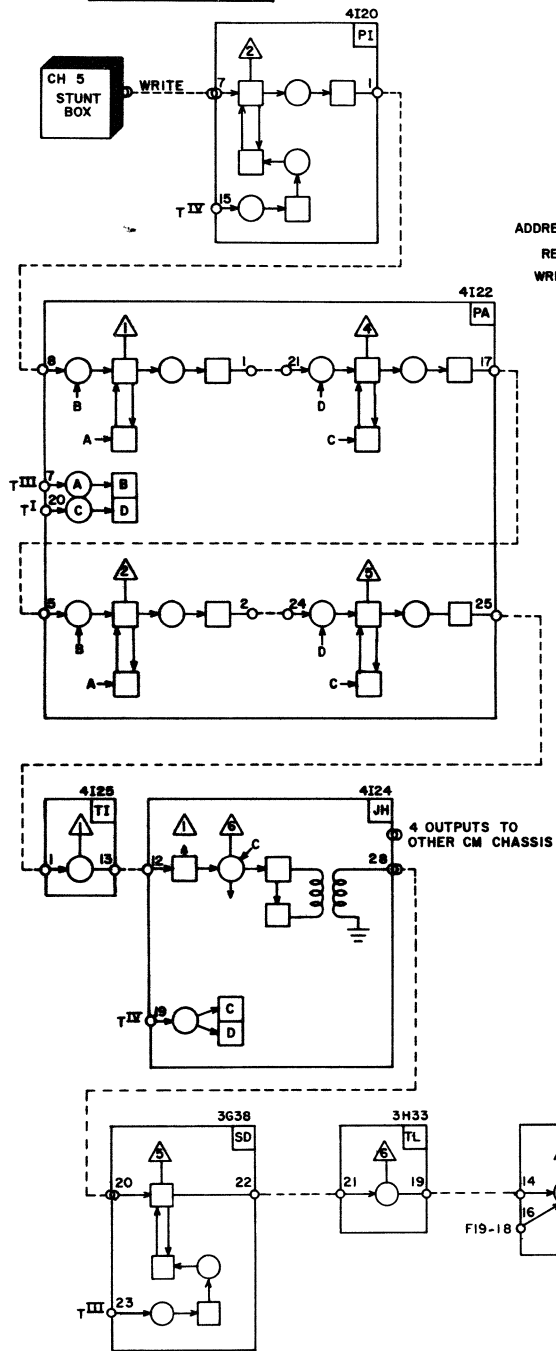 4I20
PI
CH 5
STUNT
BOX
WRITE
7
2
1
T IV
15
ADDRE
RE
WRI
4I22
PA
8
1
B
A
1
21
4
D
C
17
T III
7
A
B
T I
20
C
D
5
2
B
A
2
24
5
D
C
25
4I25
TI
1
1
13
4I24
JH
12
1
6
C
4 OUTPUTS TO
OTHER CM CHASSIS
28
T IV
19
C
D
3G38
SD
20
5
22
T III
23
3H33
TL
21
6
19
14
16
F19-18